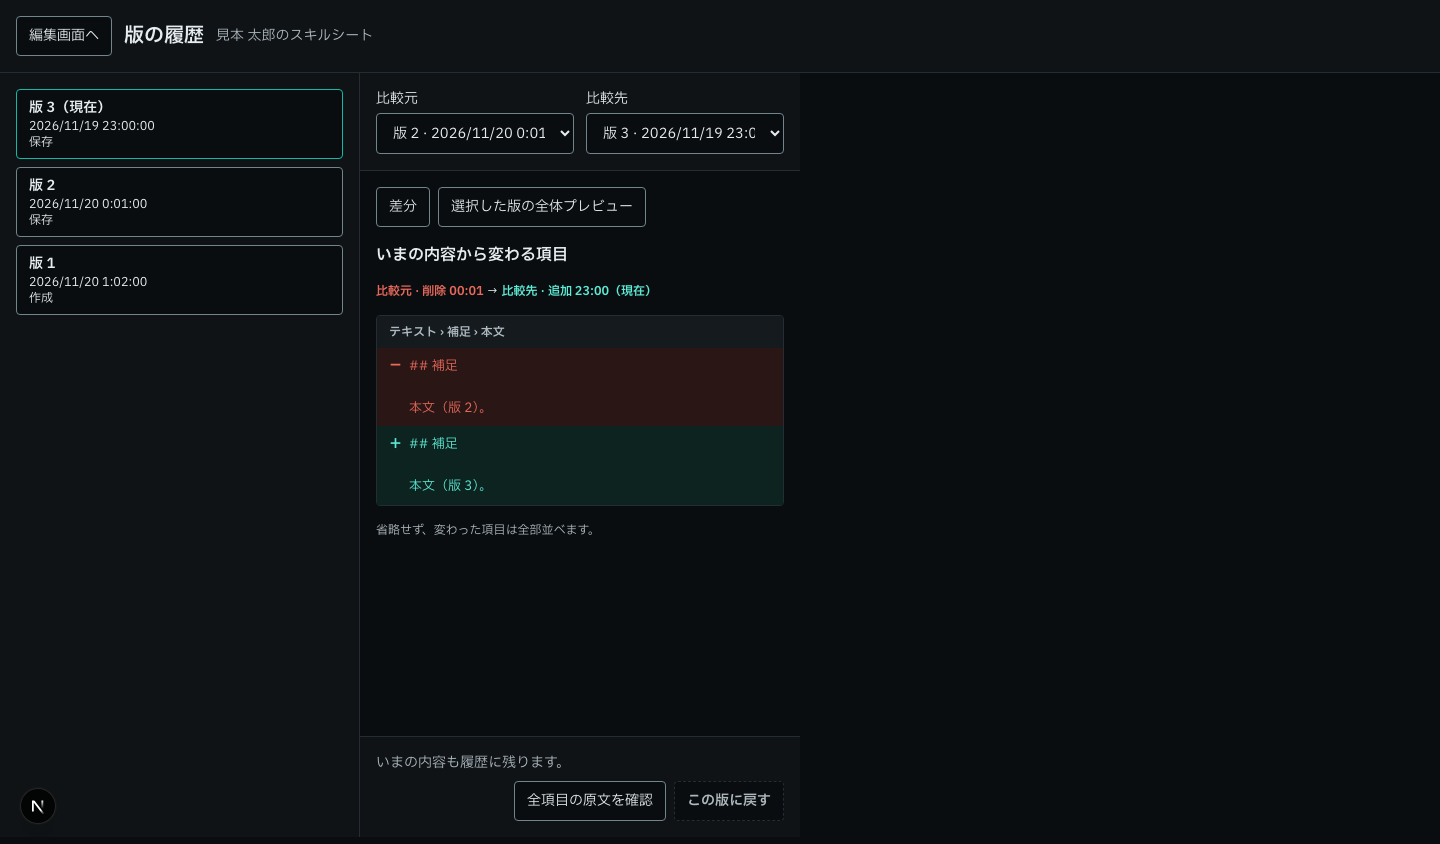 編集画面へ 版の履歴 見本 太郎のスキルシート
版 3（現在）
2026/11/19 23:00:00
保存
版 2
2026/11/20 0:01:00
保存
版 1
2026/11/20 1:02:00
作成
比較元 比較先
版 2 · 2026/11/20 0:01 版 3 · 2026/11/19 23:0
差分 選択した版の全体プレビュー
いまの内容から変わる項目
比較元 · 削除 00:01 → 比較先 · 追加 23:00（現在）
テキスト › 補足 › 本文
− ## 補足
本文（版 2）。
+ ## 補足
本文（版 3）。
省略せず、変わった項目は全部並べます。
いまの内容も履歴に残ります。
全項目の原文を確認 この版に戻す
N